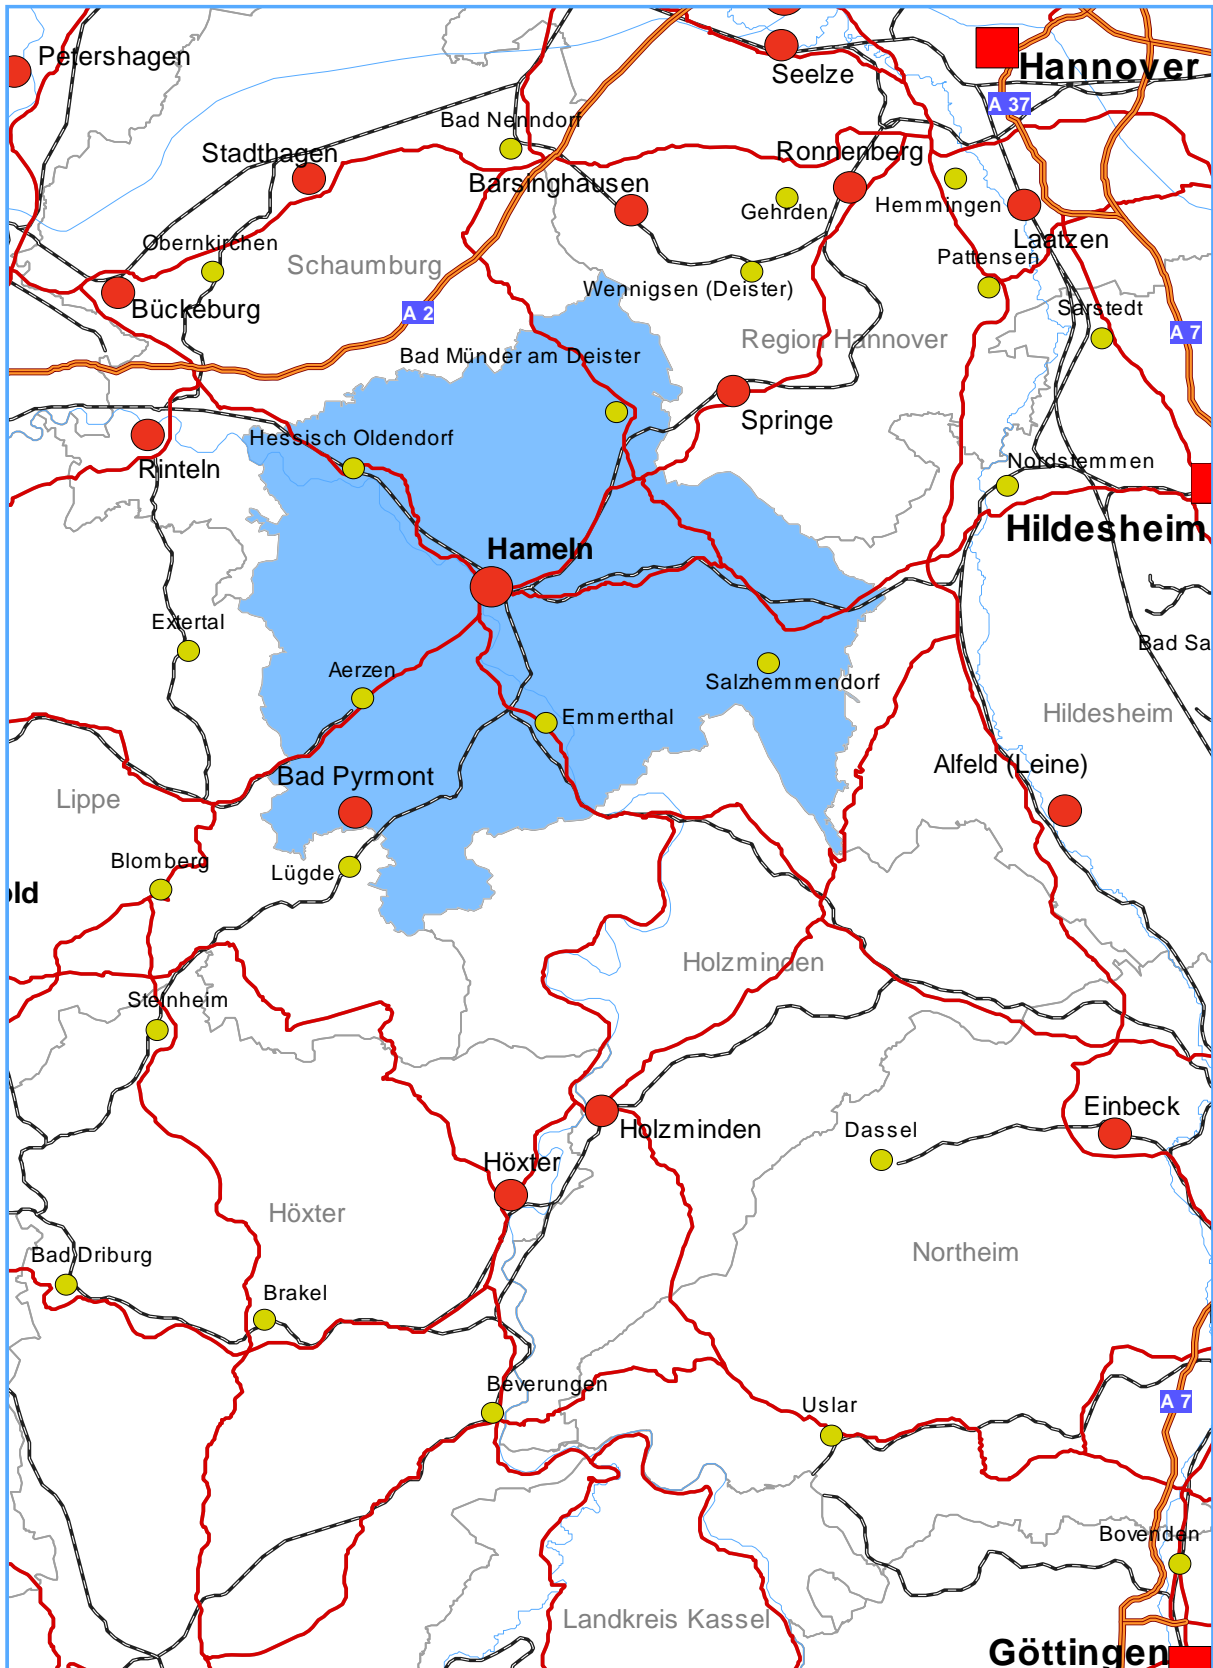 Petershagen
Seelze
Hannover
A 37
Bad Nenndorf
Stadthagen
Ronnenberg
Barsinghausen
Gehrden
Hemmingen
Laatzen
Obernkirchen
Schaumburg
Pattensen
Wennigsen (Deister)
Bückeburg
A 2
Sarstedt
Region Hannover
A 7
Bad Münder am Deister
Springe
Hessisch Oldendorf
Rinteln
Nordstemmen
Hildesheim
Hameln
Extertal
Bad Sa
Aerzen
Salzhemmendorf
Emmerthal
Hildesheim
Bad Pyrmont
Alfeld (Leine)
Lippe
Blomberg
Lügde
old
Holzminden
Steinheim
Einbeck
Holzminden
Dassel
Höxter
Höxter
Northeim
Bad Driburg
Brakel
Beverungen
Uslar
A 7
Bovenden
Landkreis Kassel
Göttingen